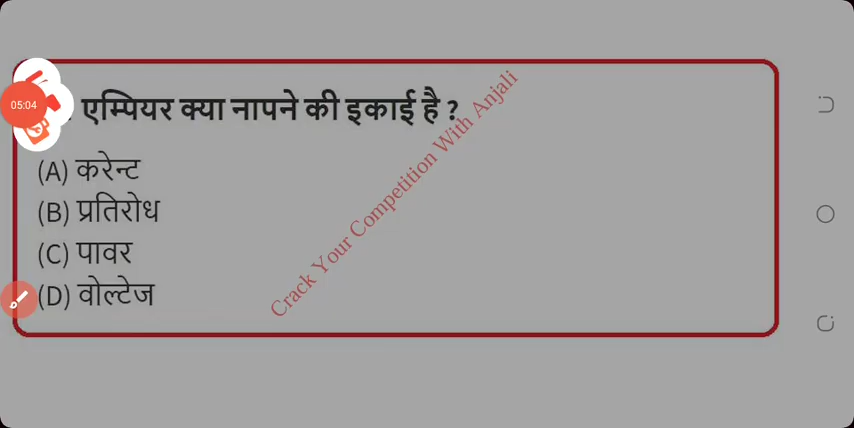 05:04
एम्पियर क्या नापने की इकाई है ?
(A) करेन्ट
(B) प्रतिरोध
(C) पावर
(D) वोल्टेज
Crack Your Competition With Anjali